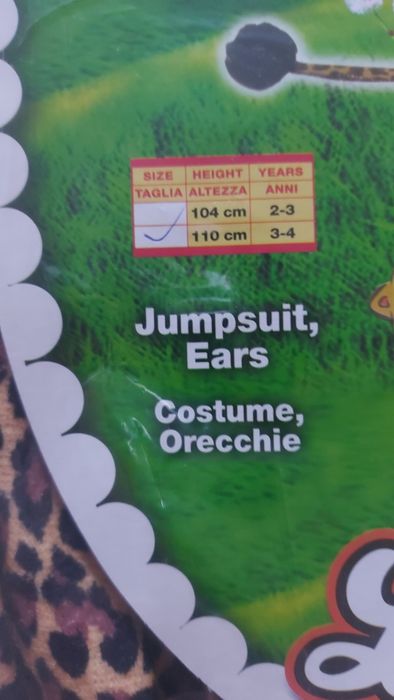 SIZE HEIGHT YEARS
TAGLIA ALTEZZA ANNI
104 cm 2-3
110 cm 3-4
Jumpsuit,
Ears
Costume,
Orecchie